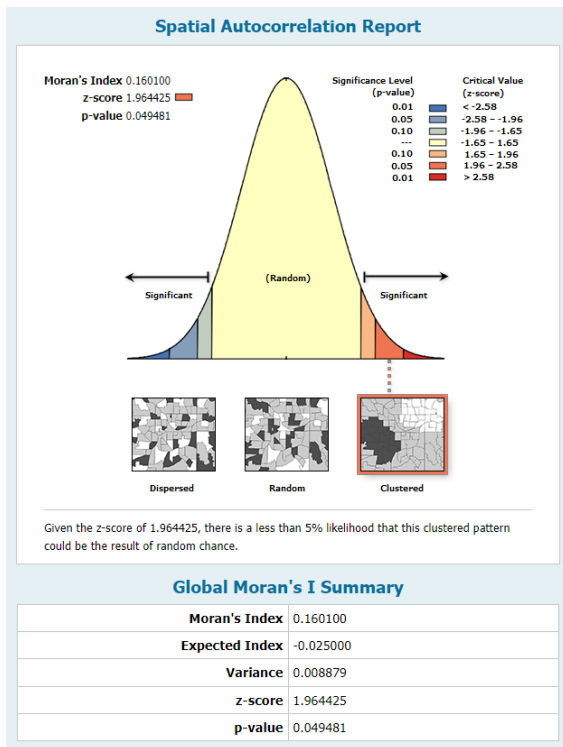 Spatial Autocorrelation Report
Moran's Index 0.160100
z-score 1.964425
p-value 0.049481
Significance Level
(p-value)
Critical Value
(z-score)
0.01 < -2.58
0.05 -2.58 – -1.96
0.10 -1.96 – -1.65
--- -1.65 – 1.65
0.10 1.65 – 1.96
0.05 1.96 – 2.58
0.01 > 2.58
(Random)
Significant
Significant
Dispersed
Random
Clustered
Given the z-score of 1.964425, there is a less than 5% likelihood that this clustered pattern
could be the result of random chance.
Global Moran's I Summary
Moran's Index 0.160100
Expected Index -0.025000
Variance 0.008879
z-score 1.964425
p-value 0.049481